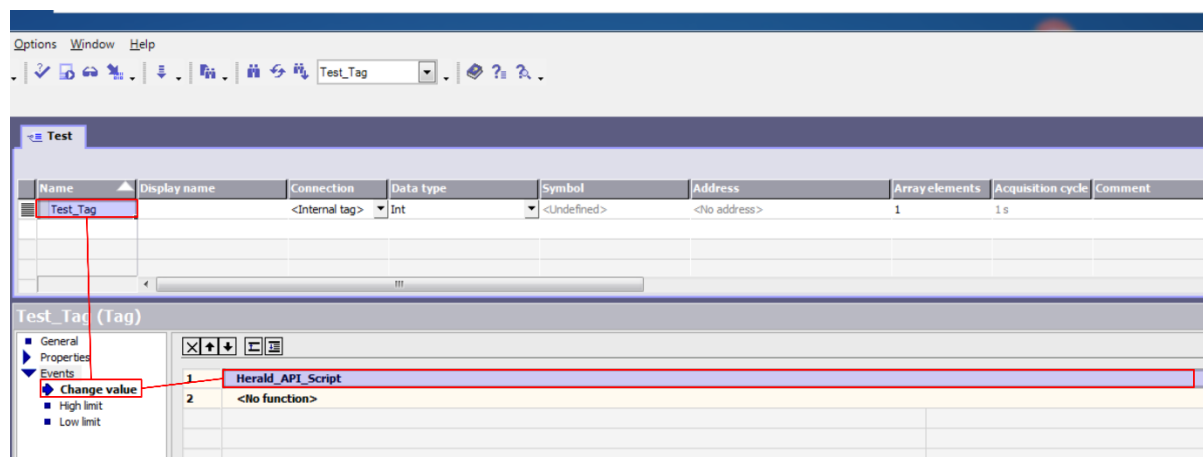 Options Window Help
Test_Tag
Test
Name Display name Connection Data type Symbol Address Array elements Acquisition cycle Comment
Test_Tag <Internal tag> Int <Undefined> <No address> 1 1 s
Test_Tag (Tag)
General
Properties
Events
Change value
High limit
Low limit
1 Herald_API_Script
2 <No function>